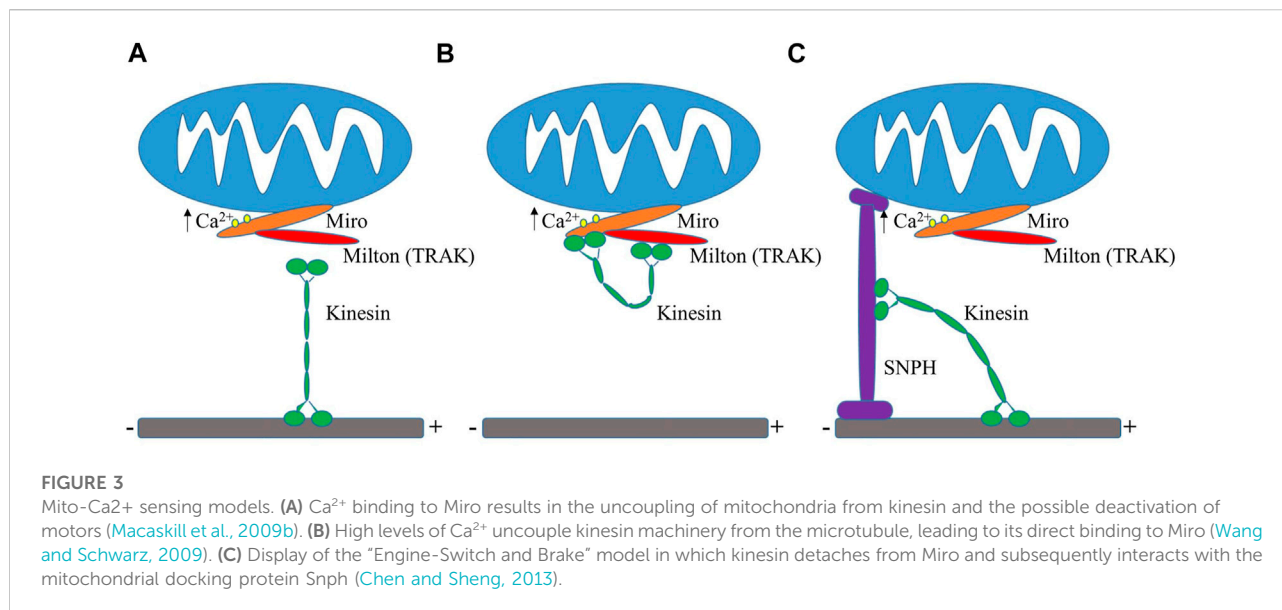 A B C
↑ Ca²⁺ Miro ↑ Ca²⁺ Miro ↑ Ca²⁺ Miro
Milton (TRAK) Milton (TRAK) Milton (TRAK)
Kinesin Kinesin Kinesin
SNPH
- + - + - +
FIGURE 3
Mito-Ca2+ sensing models. (A) Ca²⁺ binding to Miro results in the uncoupling of mitochondria from kinesin and the possible deactivation of
motors (Macaskill et al., 2009b). (B) High levels of Ca²⁺ uncouple kinesin machinery from the microtubule, leading to its direct binding to Miro (Wang
and Schwarz, 2009). (C) Display of the “Engine-Switch and Brake” model in which kinesin detaches from Miro and subsequently interacts with the
mitochondrial docking protein Snph (Chen and Sheng, 2013).